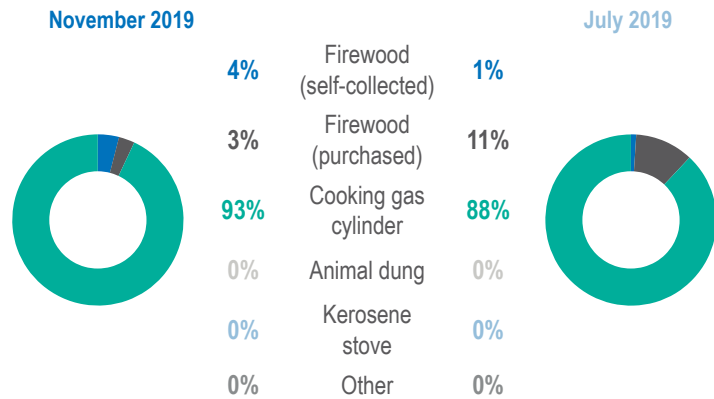 November 2019
July 2019
4%
Firewood
(self-collected)
1%
3%
Firewood
(purchased)
11%
93%
Cooking gas
cylinder
88%
0%
Animal dung
0%
0%
Kerosene
stove
0%
0%
Other
0%